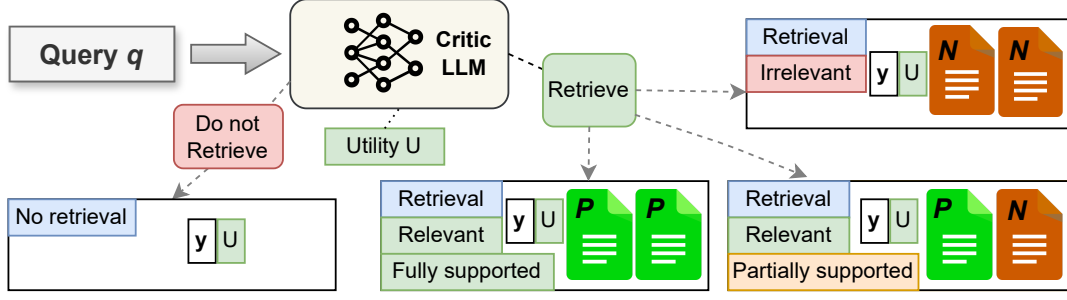 Query q
Critic
LLM
Do not
Retrieve
Utility U
Retrieve
Retrieval
Irrelevant
y U
N N
No retrieval
y U
Retrieval
Relevant
Fully supported
y U
P P
Retrieval
Relevant
Partially supported
y U
P N